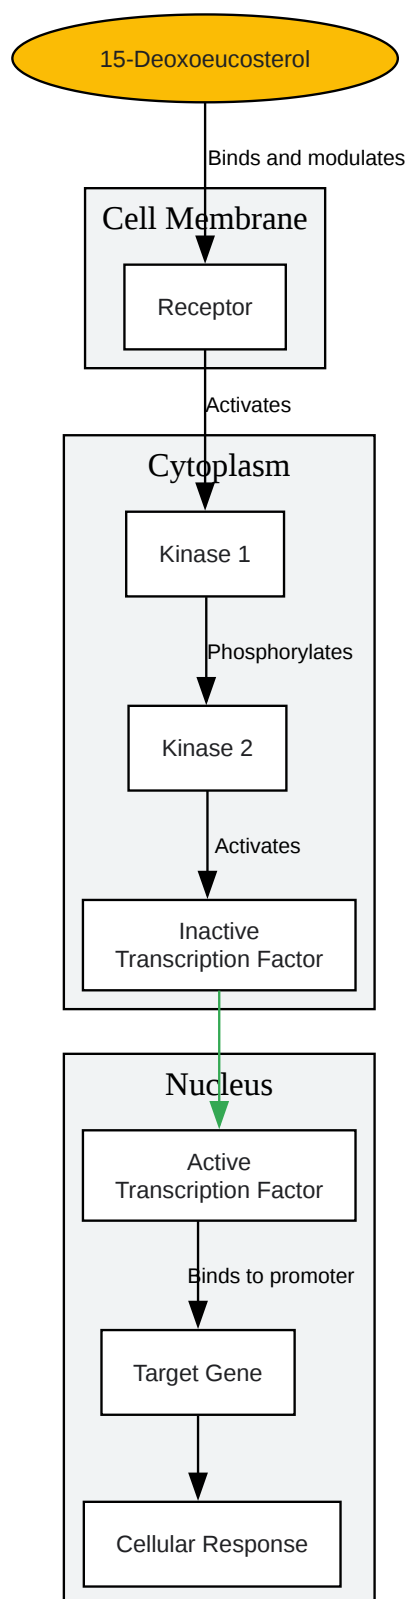 15-Deoxoeucosterol
Binds and modulates
Cell Membrane
Receptor
Activates
Cytoplasm
Kinase 1
Phosphorylates
Kinase 2
Activates
Inactive
Transcription Factor
Nucleus
Active
Transcription Factor
Binds to promoter
Target Gene
Cellular Response